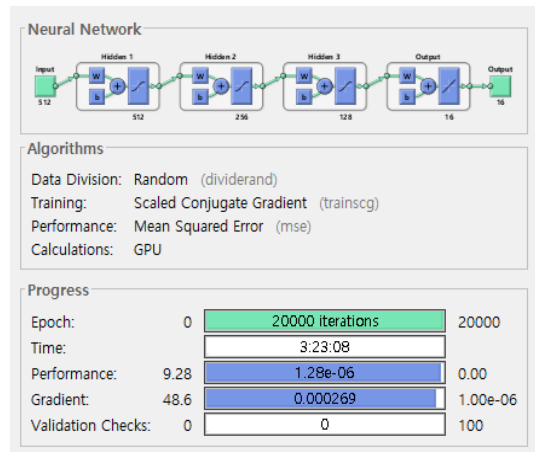 Neural Network
Hidden 1 Hidden 2 Hidden 3 Output
Input Output
W W W W
b b b b
512 16
512 256 128 16
Algorithms
Data Division: Random (dividerand)
Training: Scaled Conjugate Gradient (trainscg)
Performance: Mean Squared Error (mse)
Calculations: GPU
Progress
Epoch: 0 20000 iterations 20000
Time: 3:23:08
Performance: 9.28 1.28e-06 0.00
Gradient: 48.6 0.000269 1.00e-06
Validation Checks: 0 0 100